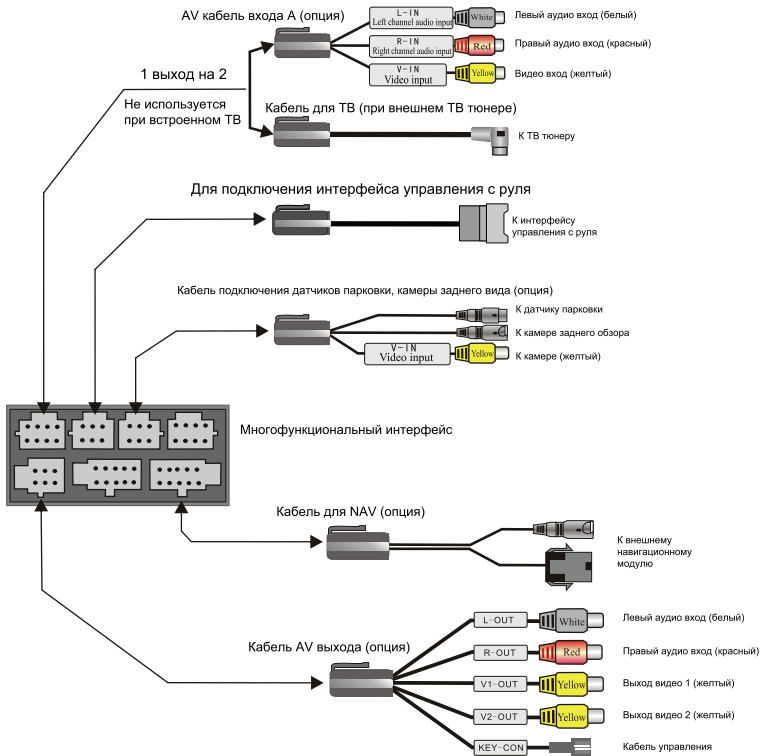 AV кабель входа А (опция)
L-IN
Left channel audio input
White
Левый аудио вход (белый)
R-IN
Right channel audio input
Red
Правый аудио вход (красный)
V-IN
Video input
Yellow
Видео вход (желтый)
1 выход на 2
Не используется
при встроенном ТВ
Кабель для ТВ (при внешнем ТВ тюнере)
К ТВ тюнеру
Для подключения интерфейса управления с руля
К интерфейсу
управления с руля
Кабель подключения датчиков парковки, камеры заднего вида (опция)
К датчику парковки
К камере заднего обзора
V-IN
Video input
Yellow
К камере (желтый)
Многофункциональный интерфейс
Кабель для NAV (опция)
К внешнему
навигационному
модулю
Кабель AV выхода (опция)
L-OUT
White
Левый аудио вход (белый)
R-OUT
Red
Правый аудио вход (красный)
V1-OUT
Yellow
Выход видео 1 (желтый)
V2-OUT
Yellow
Выход видео 2 (желтый)
KEY-CON
Кабель управления